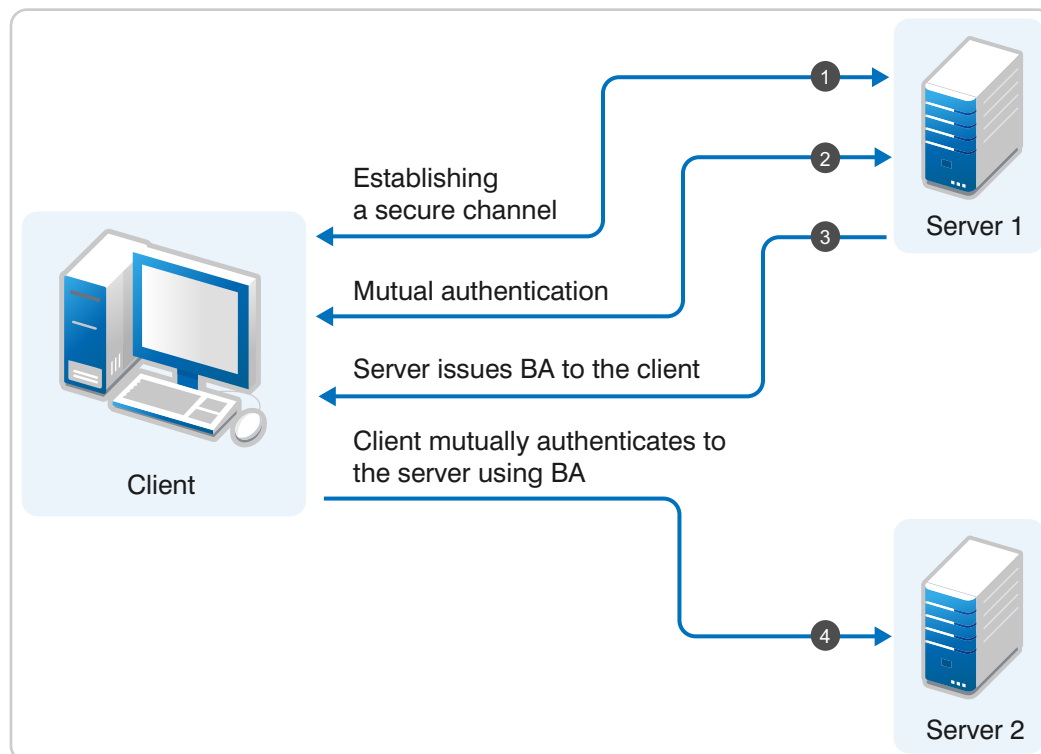 1
2
Establishing
a secure channel
Server 1
3
Mutual authentication
Server issues BA to the client
Client mutually authenticates to
the server using BA
Client
4
Server 2